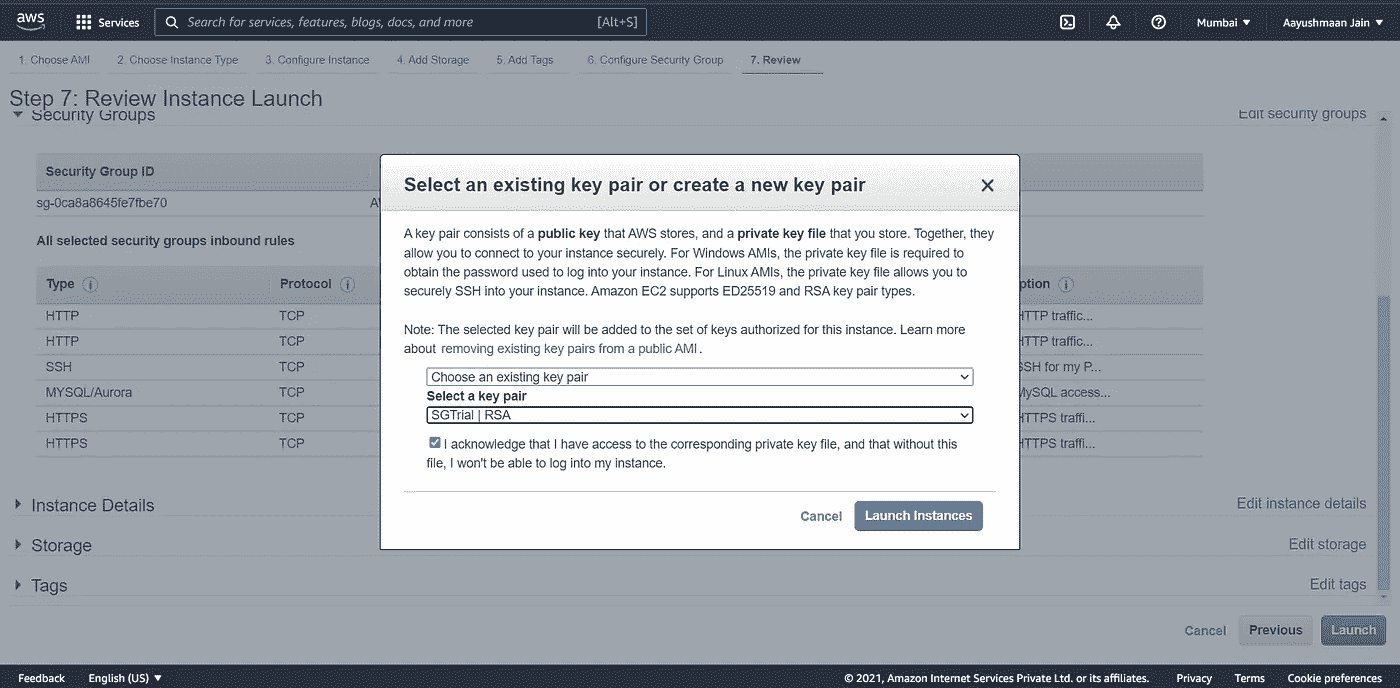 aws
Services
Search for services, features, blogs, docs, and more
[Alt+S]
Mumbai
Aayushmaan Jain
1. Choose AMI
2. Choose Instance Type
3. Configure Instance
4. Add Storage
5. Add Tags
6. Configure Security Group
7. Review
Step 7: Review Instance Launch
Security Groups
Edit security groups
Security Group ID
sg-0ca8a8645fe7fbe70
All selected security groups inbound rules
Type
Protocol
HTTP TCP HTTP traffic...
HTTP TCP HTTP traffic...
SSH TCP SSH for my P...
MYSQL/Aurora TCP MySQL access...
HTTPS TCP HTTPS traffi...
HTTPS TCP HTTPS traffi...
Select an existing key pair or create a new key pair
A key pair consists of a public key that AWS stores, and a private key file that you store. Together, they
allow you to connect to your instance securely. For Windows AMIs, the private key file is required to
obtain the password used to log into your instance. For Linux AMIs, the private key file allows you to
securely SSH into your instance. Amazon EC2 supports ED25519 and RSA key pair types.
Note: The selected key pair will be added to the set of keys authorized for this instance. Learn more
about removing existing key pairs from a public AMI.
Choose an existing key pair
Select a key pair
SGTrial | RSA
I acknowledge that I have access to the corresponding private key file, and that without this
file, I won't be able to log into my instance.
Cancel
Launch Instances
Instance Details
Edit instance details
Storage
Edit storage
Tags
Edit tags
Cancel
Previous
Launch
Feedback
English (US)
© 2021, Amazon Internet Services Private Ltd. or its affiliates.
Privacy
Terms
Cookie preferences